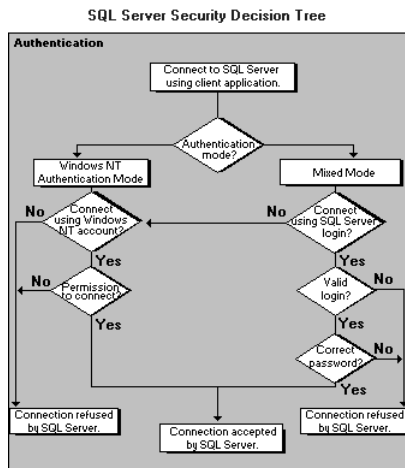 SQL Server Security Decision Tree
Authentication
Connect to SQL Server
using client application.
Authentication
mode?
Windows NT
Authentication Mode
Mixed Mode
No
Connect
using Windows
NT account?
No
Connect
using SQL Server
login?
Yes
Yes
No
Permission
to connect?
Valid
login?
No
Yes
Yes
Correct
password?
No
Yes
Connection refused
by SQL Server.
Connection accepted
by SQL Server.
Connection refused
by SQL Server.